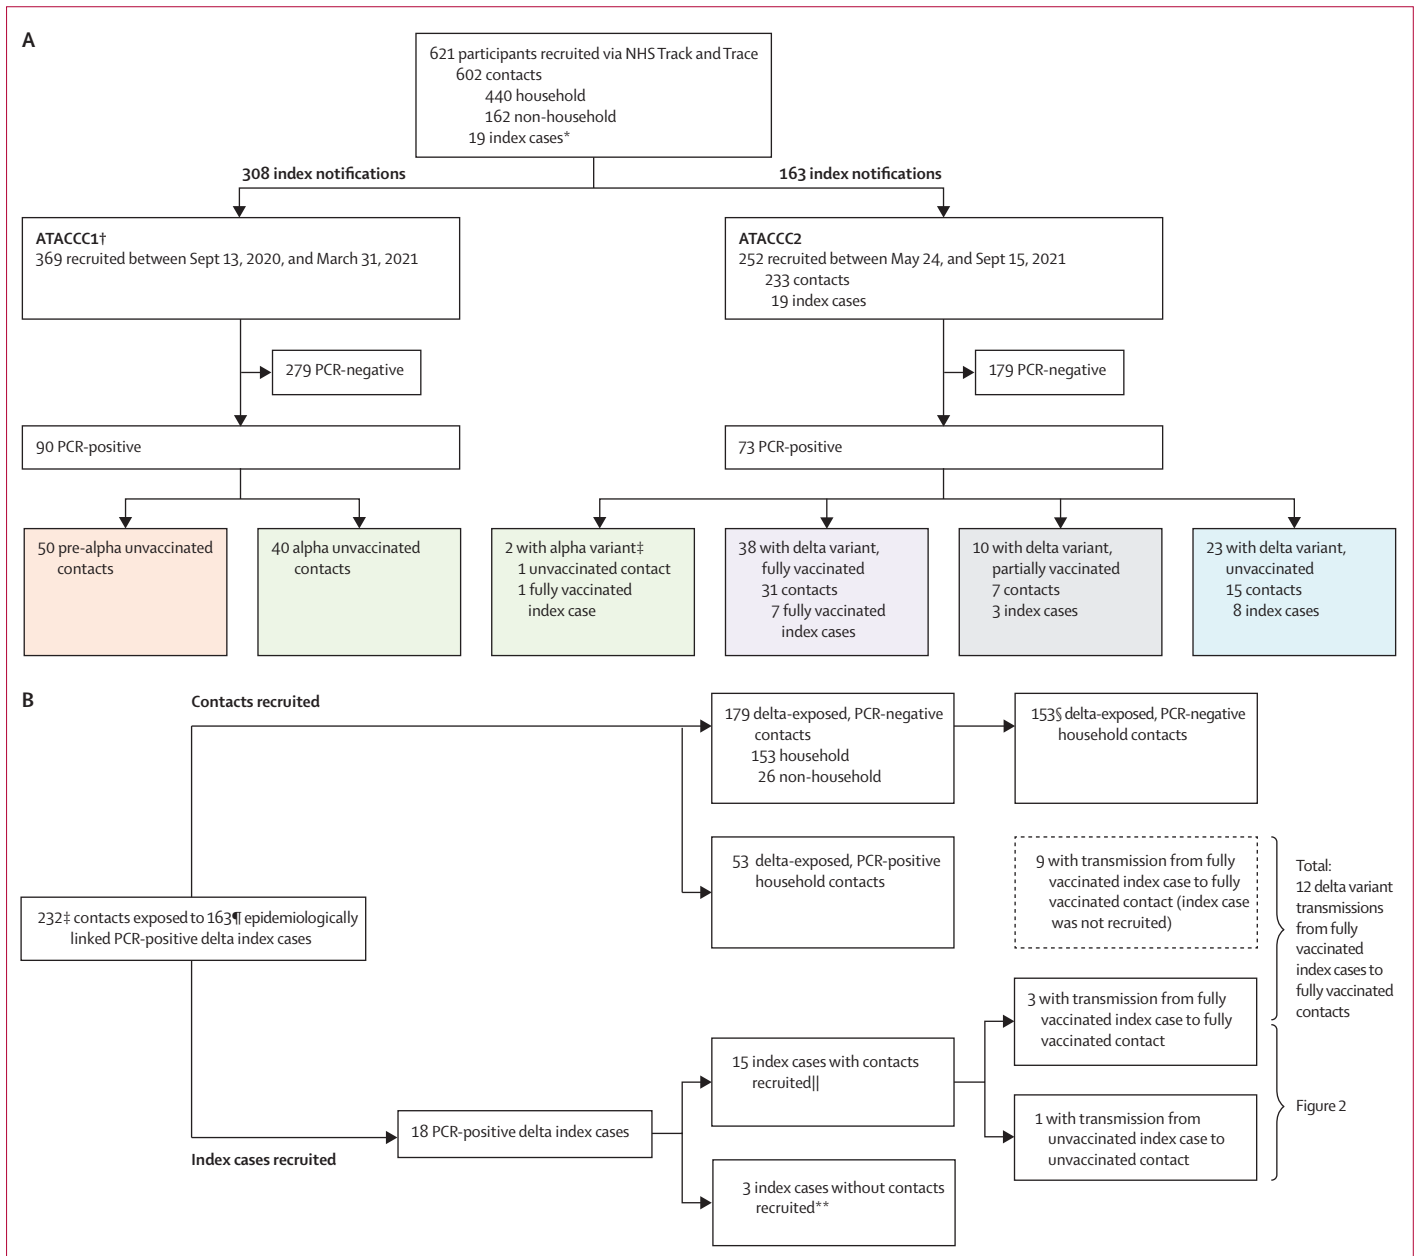 A
621 participants recruited via NHS Track and Trace
602 contacts
440 household
162 non-household
19 index cases*
308 index notifications
163 index notifications
ATACCC1†
369 recruited between Sept 13, 2020, and March 31, 2021
ATACCC2
252 recruited between May 24, and Sept 15, 2021
233 contacts
19 index cases
279 PCR-negative
179 PCR-negative
90 PCR-positive
73 PCR-positive
50 pre-alpha unvaccinated
contacts
40 alpha unvaccinated
contacts
2 with alpha variant‡
1 unvaccinated contact
1 fully vaccinated
index case
38 with delta variant,
fully vaccinated
31 contacts
7 fully vaccinated
index cases
10 with delta variant,
partially vaccinated
7 contacts
3 index cases
23 with delta variant,
unvaccinated
15 contacts
8 index cases
B
Contacts recruited
179 delta-exposed, PCR-negative
contacts
153 household
26 non-household
153§ delta-exposed, PCR-negative
household contacts
53 delta-exposed, PCR-positive
household contacts
9 with transmission from fully
vaccinated index case to fully
vaccinated contact (index case
was not recruited)
Total:
12 delta variant
transmissions
from fully
vaccinated
index cases to
fully vaccinated
contacts
232‡ contacts exposed to 163¶ epidemiologically
linked PCR-positive delta index cases
3 with transmission from fully
vaccinated index case to fully
vaccinated contact
15 index cases with contacts
recruited||
Figure 2
1 with transmission from
unvaccinated index case to
unvaccinated contact
18 PCR-positive delta index cases
Index cases recruited
3 index cases without contacts
recruited**